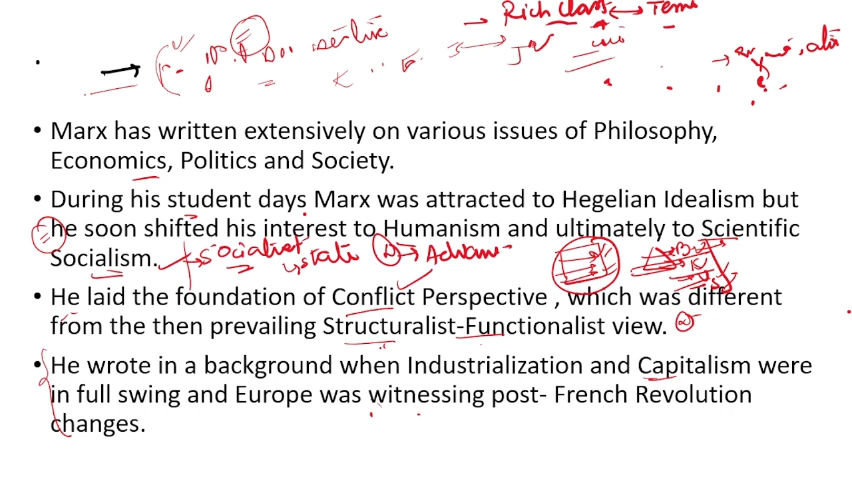 Rich Class
• Marx has written extensively on various issues of Philosophy,
Economics, Politics and Society.
• During his student days Marx was attracted to Hegelian Idealism but
he soon shifted his interest to Humanism and ultimately to Scientific
Socialism.
Socialist
state
• He laid the foundation of Conflict Perspective , which was different
from the then prevailing Structuralist-Functionalist view.
• He wrote in a background when Industrialization and Capitalism were
in full swing and Europe was witnessing post- French Revolution
changes.